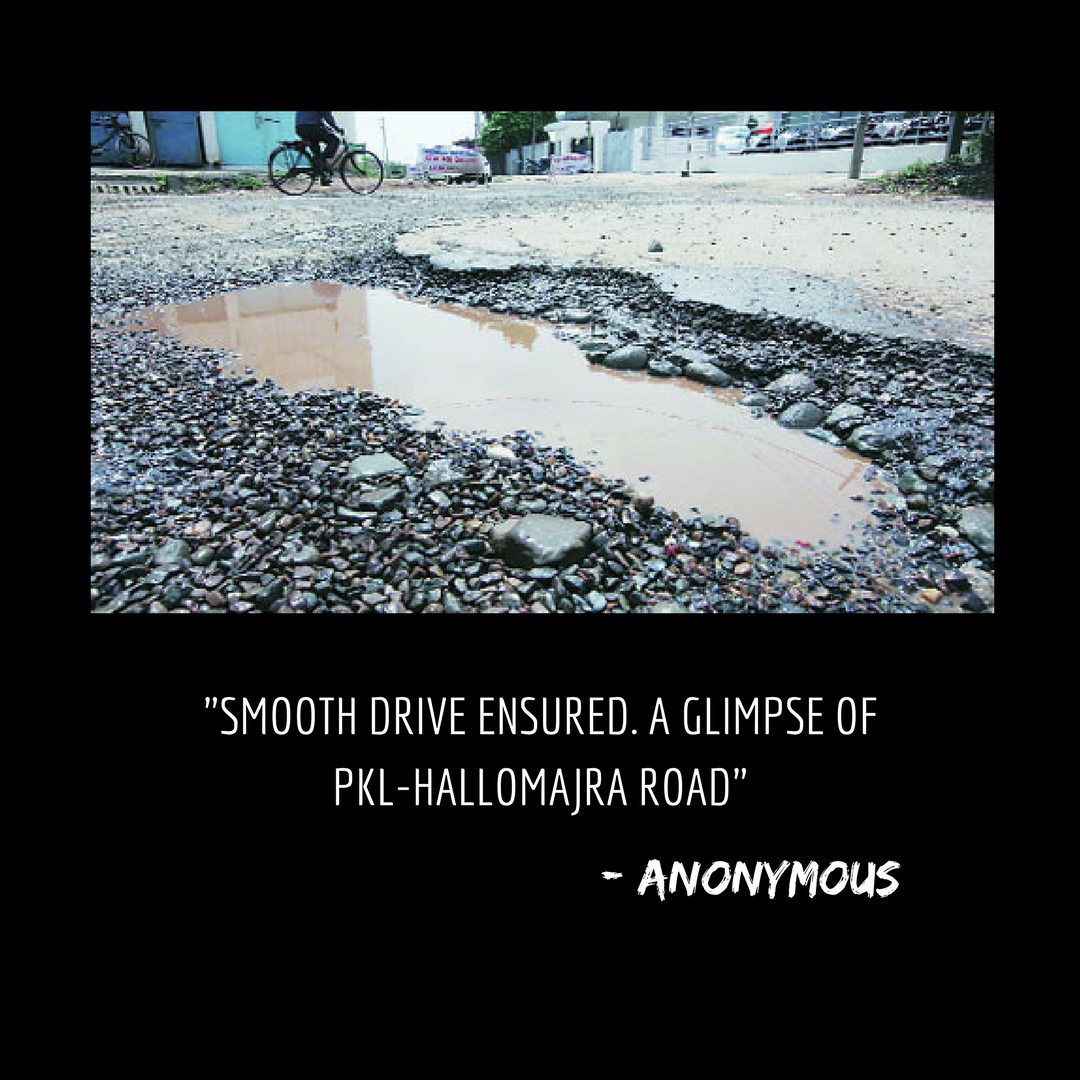 "SMOOTH DRIVE ENSURED. A GLIMPSE OF
PKL-HALLOMAJRA ROAD"
- ANONYMOUS